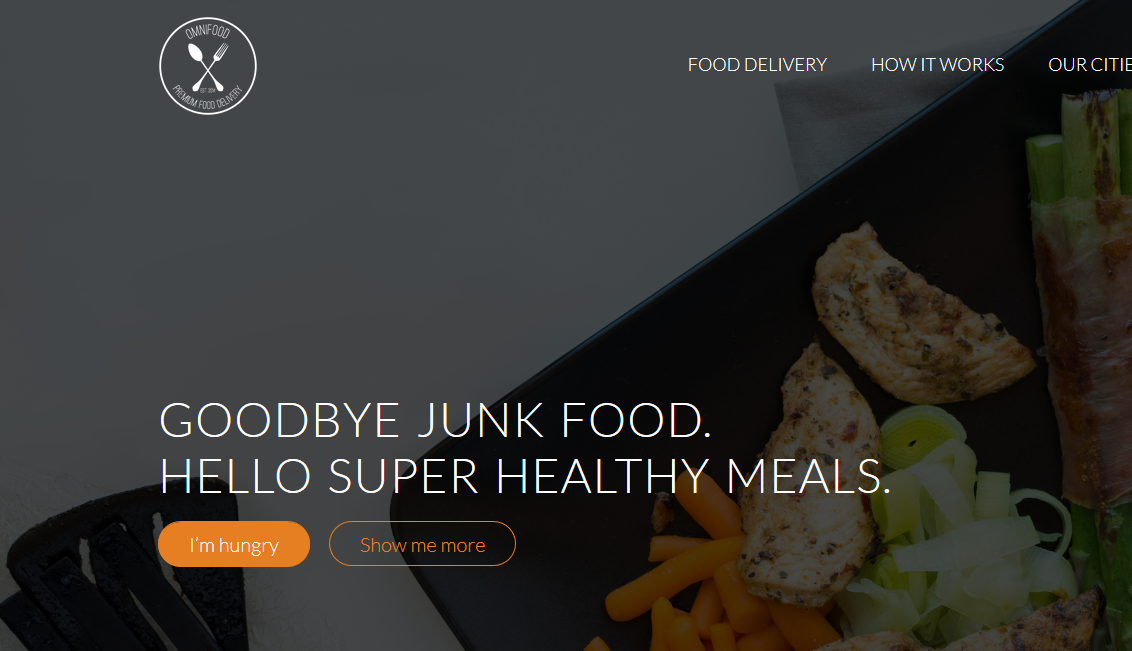 OMNIFOOD
EST 2014
PREMIUM FOOD DELIVERY
FOOD DELIVERY
HOW IT WORKS
OUR CITIE
GOODBYE JUNK FOOD.
HELLO SUPER HEALTHY MEALS.
I'm hungry
Show me more